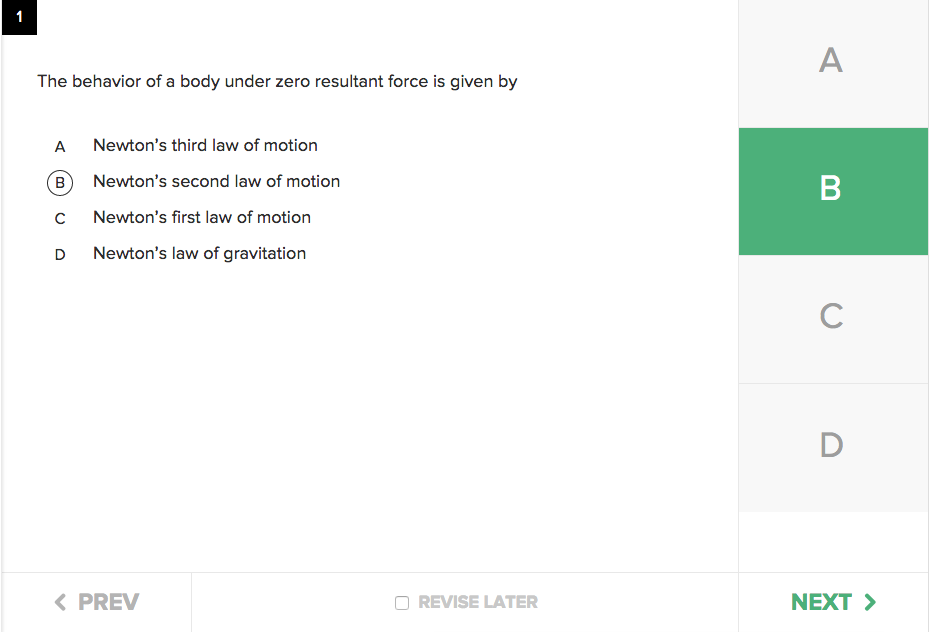 1
The behavior of a body under zero resultant force is given by
A Newton’s third law of motion
B Newton’s second law of motion
C Newton’s first law of motion
D Newton’s law of gravitation
A
B
C
D
PREV
REVISE LATER
NEXT